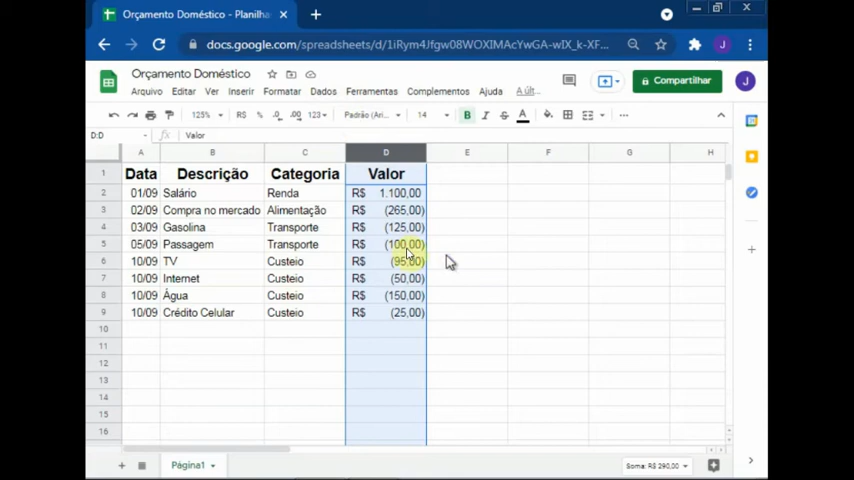 Orçamento Doméstico - Planilha
docs.google.com/spreadsheets/d/1iRym4Jfgw08WOXIMAcYwGA-wIX_k-XF...
J
Orçamento Doméstico
Compartilhar
J
Arquivo Editar Ver Inserir Formatar Dados Ferramentas Complementos Ajuda A últ...
125% R$ % .0 .00 123 Padrão (Ari... 14 B I S A
D:D fx Valor
A B C D E F G H
1 Data Descrição Categoria Valor
2 01/09 Salário Renda R$ 1.100,00
3 02/09 Compra no mercado Alimentação R$ (265,00)
4 03/09 Gasolina Transporte R$ (125,00)
5 05/09 Passagem Transporte R$ (100,00)
6 10/09 TV Custeio R$ (95,00)
7 10/09 Internet Custeio R$ (50,00)
8 10/09 Água Custeio R$ (150,00)
9 10/09 Crédito Celular Custeio R$ (25,00)
10
11
12
13
14
15
16
Página1
Soma: R$ 290,00